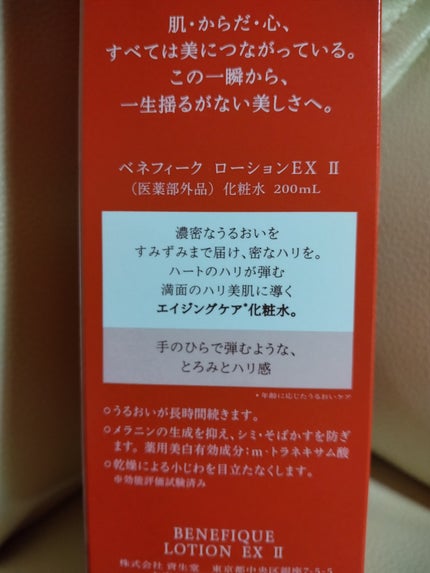 肌・からだ・心、
すべては美につながっている。
この一瞬から、
一生揺るがない美しさへ。
ベネフィーク ローションEX Ⅱ
（医薬部外品）化粧水 200mL
濃密なうるおいを
すみずみまで届け、密なハリを。
ハートのハリが弾む
満面のハリ美肌に導く
エイジングケア*化粧水。
手のひらで弾むような、
とろみとハリ感
*年齢に応じたうるおいケア
○うるおいが長時間続きます。
○メラニンの生成を抑え、シミ・そばかすを防ぎ
ます。薬用美白有効成分：m・トラネキサム酸
○乾燥による小じわを目立たなくします。
※効能評価試験済み
BENEFIQUE
LOTION EX Ⅱ
株式会社 資生堂 東京都中央区銀座7-5-5